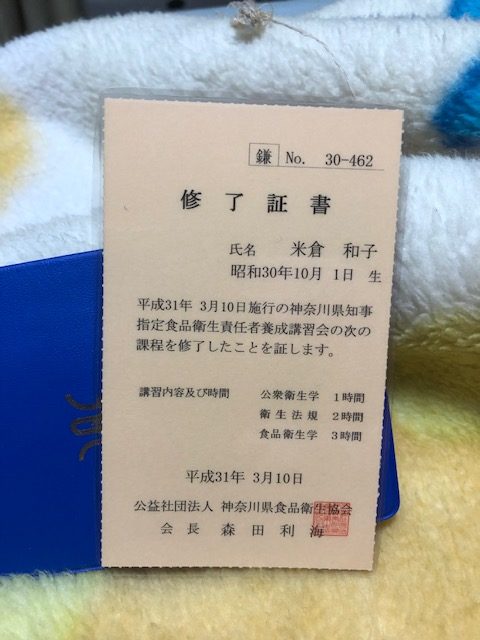 鎌 No. 30-462
修了証書
氏名 米倉 和子
昭和30年10月 1日 生
平成31年 3月10日施行の神奈川県知事
指定食品衛生責任者養成講習会の次の
課程を修了したことを証します。
講習内容及び時間 公衆衛生学 1時間
衛生法規 2時間
食品衛生学 3時間
平成31年 3月10日
公益社団法人 神奈川県食品衛生協会
会長 森田利海